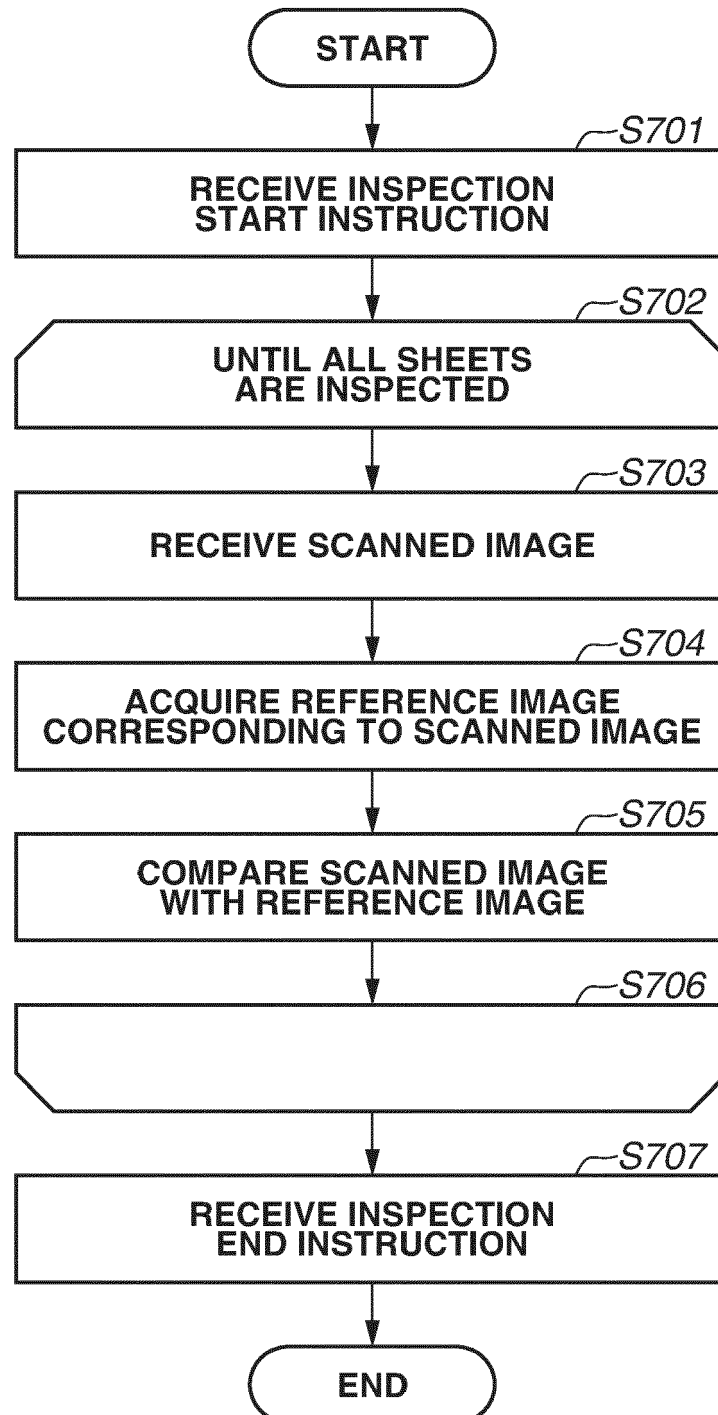 START
S701
RECEIVE INSPECTION
START INSTRUCTION
S702
UNTIL ALL SHEETS
ARE INSPECTED
S703
RECEIVE SCANNED IMAGE
S704
ACQUIRE REFERENCE IMAGE
CORRESPONDING TO SCANNED IMAGE
S705
COMPARE SCANNED IMAGE
WITH REFERENCE IMAGE
S706
S707
RECEIVE INSPECTION
END INSTRUCTION
END